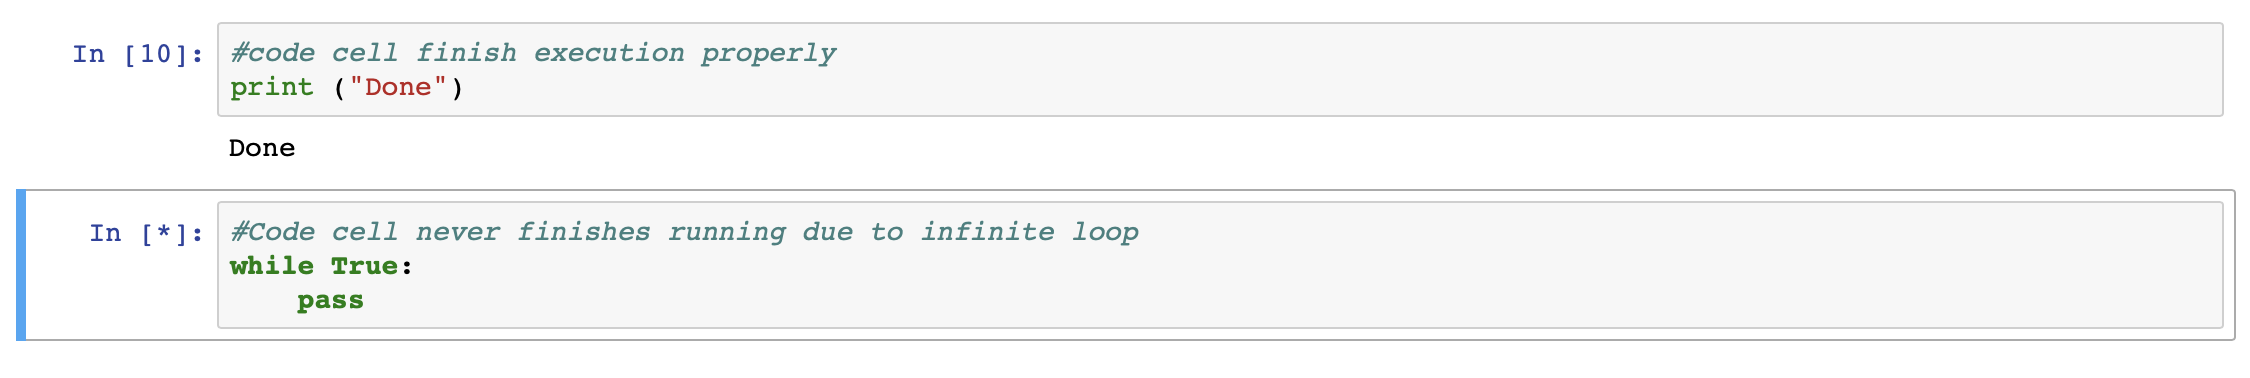 In [10]: #code cell finish execution properly
print ("Done")
Done
In [*]: #Code cell never finishes running due to infinite loop
while True:
    pass